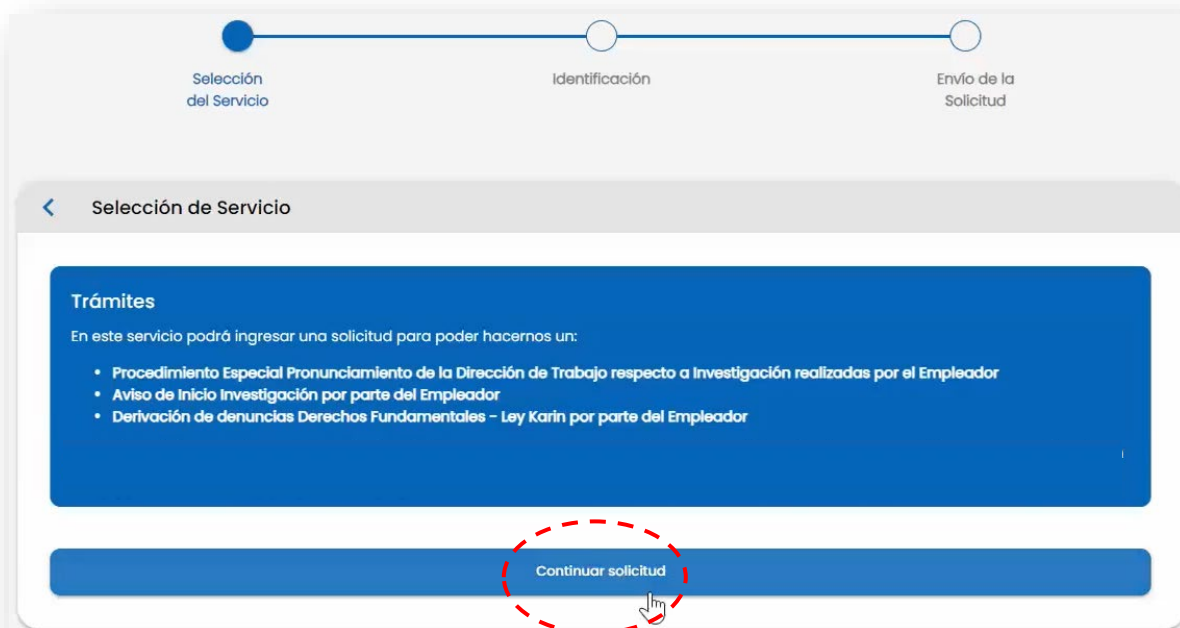 Selección
del Servicio
Identificación
Envío de la
Solicitud
Selección de Servicio
Trámites
En este servicio podrá ingresar una solicitud para poder hacernos un:
• Procedimiento Especial Pronunciamiento de la Dirección de Trabajo respecto a Investigación realizadas por el Empleador
• Aviso de Inicio Investigación por parte del Empleador
• Derivación de denuncias Derechos Fundamentales - Ley Karin por parte del Empleador
Continuar solicitud